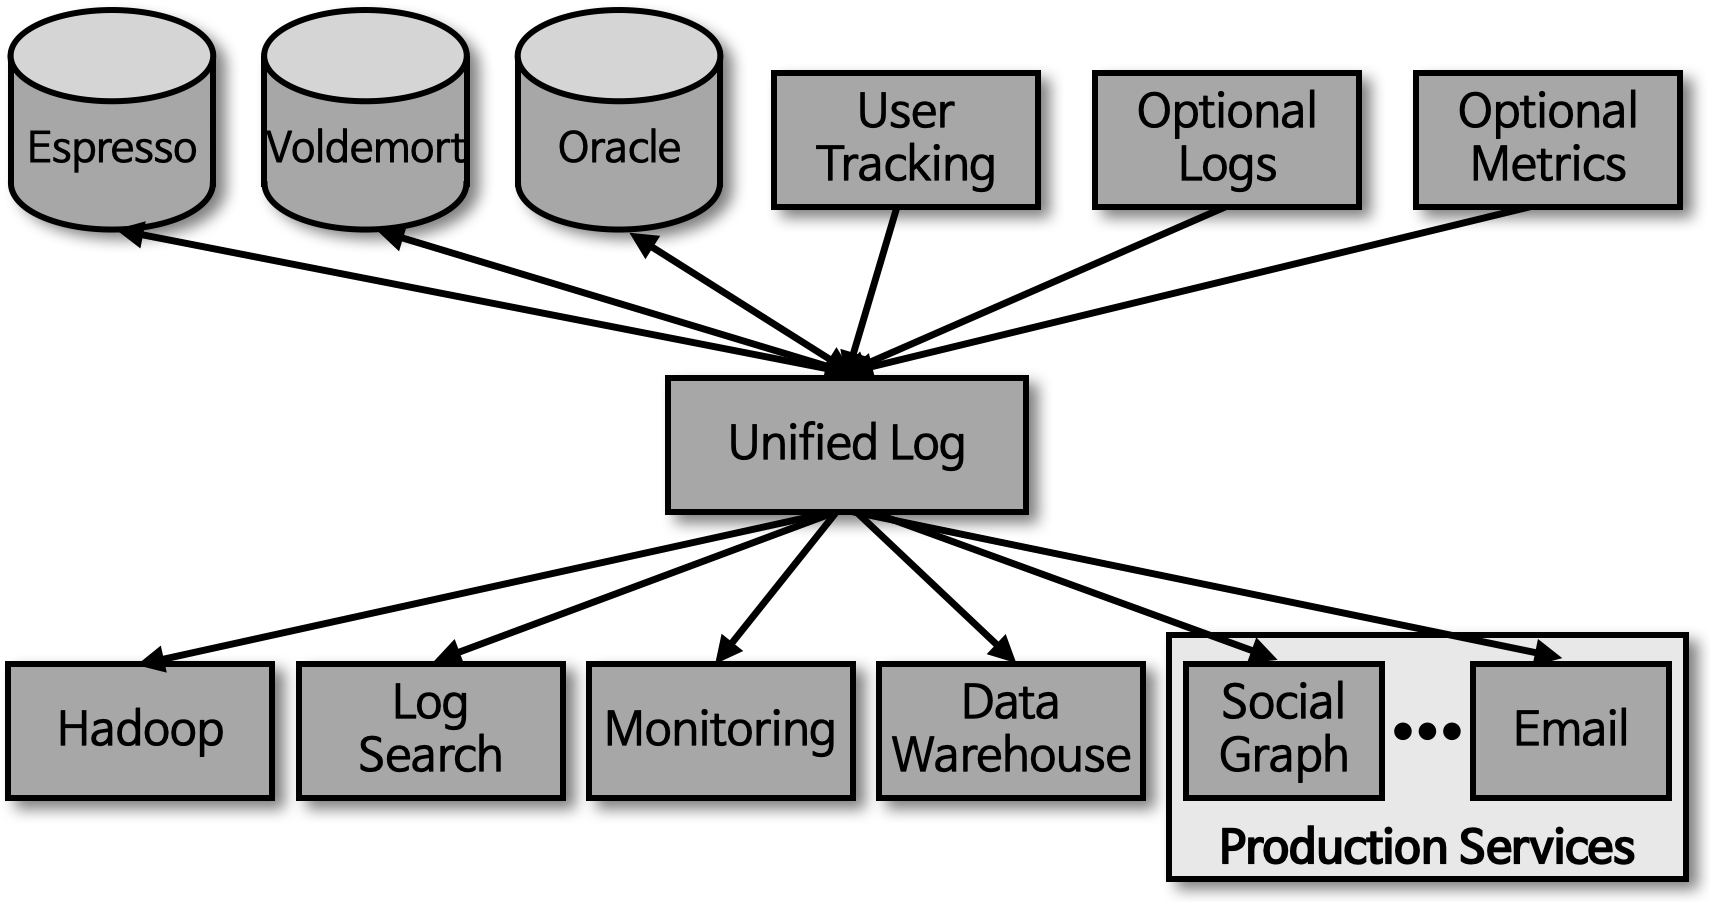 Espresso
Voldemort
Oracle
User
Tracking
Optional
Logs
Optional
Metrics
Unified Log
Hadoop
Log
Search
Monitoring
Data
Warehouse
Social
Graph
Email
Production Services